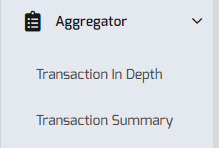 Aggregator
Transaction In Depth
Transaction Summary